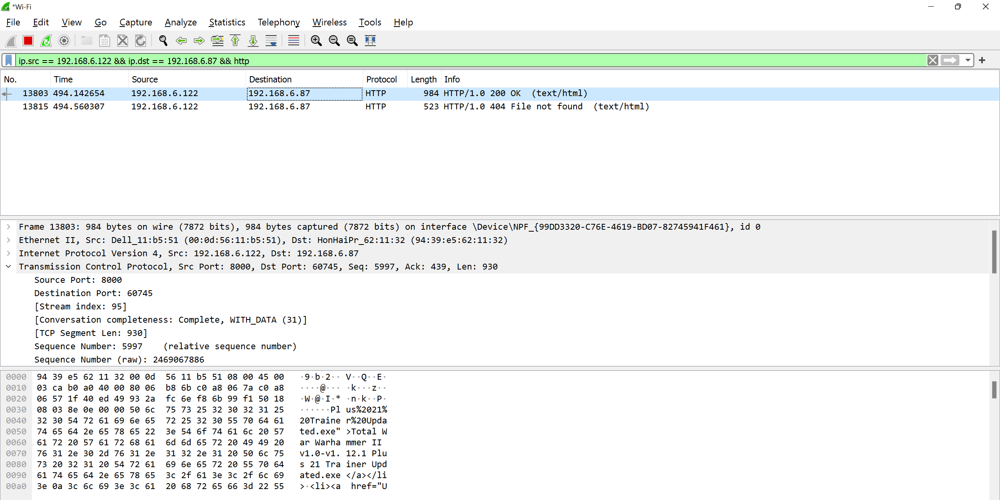 *Wi-Fi
File Edit View Go Capture Analyze Statistics Telephony Wireless Tools Help
ip.src == 192.168.6.122 && ip.dst == 192.168.6.87 && http
No. Time Source Destination Protocol Length Info
13803 494.142654 192.168.6.122 192.168.6.87 HTTP 984 HTTP/1.0 200 OK (text/html)
13815 494.560307 192.168.6.122 192.168.6.87 HTTP 523 HTTP/1.0 404 File not found (text/html)
Frame 13803: 984 bytes on wire (7872 bits), 984 bytes captured (7872 bits) on interface \Device\NPF_{99DD3320-C76E-4619-BD07-82745941F461}, id 0
Ethernet II, Src: Dell_11:b5:51 (00:0d:56:11:b5:51), Dst: HonHaiPr_62:11:32 (94:39:e5:62:11:32)
Internet Protocol Version 4, Src: 192.168.6.122, Dst: 192.168.6.87
Transmission Control Protocol, Src Port: 8000, Dst Port: 60745, Seq: 5997, Ack: 439, Len: 930
Source Port: 8000
Destination Port: 60745
[Stream index: 95]
[Conversation completeness: Complete, WITH_DATA (31)]
[TCP Segment Len: 930]
Sequence Number: 5997 (relative sequence number)
Sequence Number (raw): 2469067886
0000 94 39 e5 62 11 32 00 0d 56 11 b5 51 08 00 45 00 ·9·b·2·· V··Q··E·
0010 03 ca b0 a0 40 00 80 06 b8 6b c0 a8 06 7a c0 a8 ····@··· ·k···z··
0020 06 57 1f 40 ed 49 93 2a fc 6e f8 6b 99 f1 50 18 ·W·@·I·* ·n·k··P·
0030 08 03 8e 0e 00 00 50 6c 75 73 25 32 30 32 31 25 ······Pl us%2021%
0040 32 30 54 72 61 69 6e 65 72 25 32 30 55 70 64 61 20Traine r%20Upda
0050 74 65 64 2e 65 78 65 22 3e 54 6f 74 61 6c 20 57 ted.exe" >Total W
0060 61 72 20 57 61 72 68 61 6d 6d 65 72 20 49 49 20 ar Warha mmer II
0070 76 31 2e 30 2d 76 31 2e 31 32 2e 31 20 50 6c 75 v1.0-v1. 12.1 Plu
0080 73 20 32 31 20 54 72 61 69 6e 65 72 20 55 70 64 s 21 Tra iner Upd
0090 61 74 65 64 2e 65 78 65 3c 2f 61 3e 3c 2f 6c 69 ated.exe </a></li
00a0 3e 0a 3c 6c 69 3e 3c 61 20 68 72 65 66 3d 22 55 >·<li><a href="U